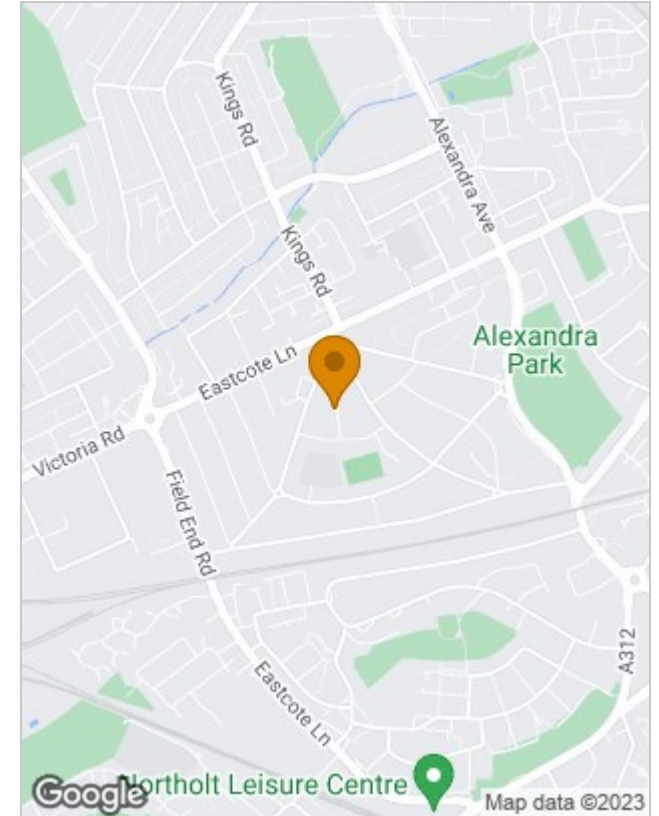 Kings Rd
Alexandra Ave
Kings Rd
Alexandra
Park
Eastcote Ln
Victoria Rd
Field End Rd
A312
Eastcote Ln
Northolt Leisure Centre
Google
Map data ©2023